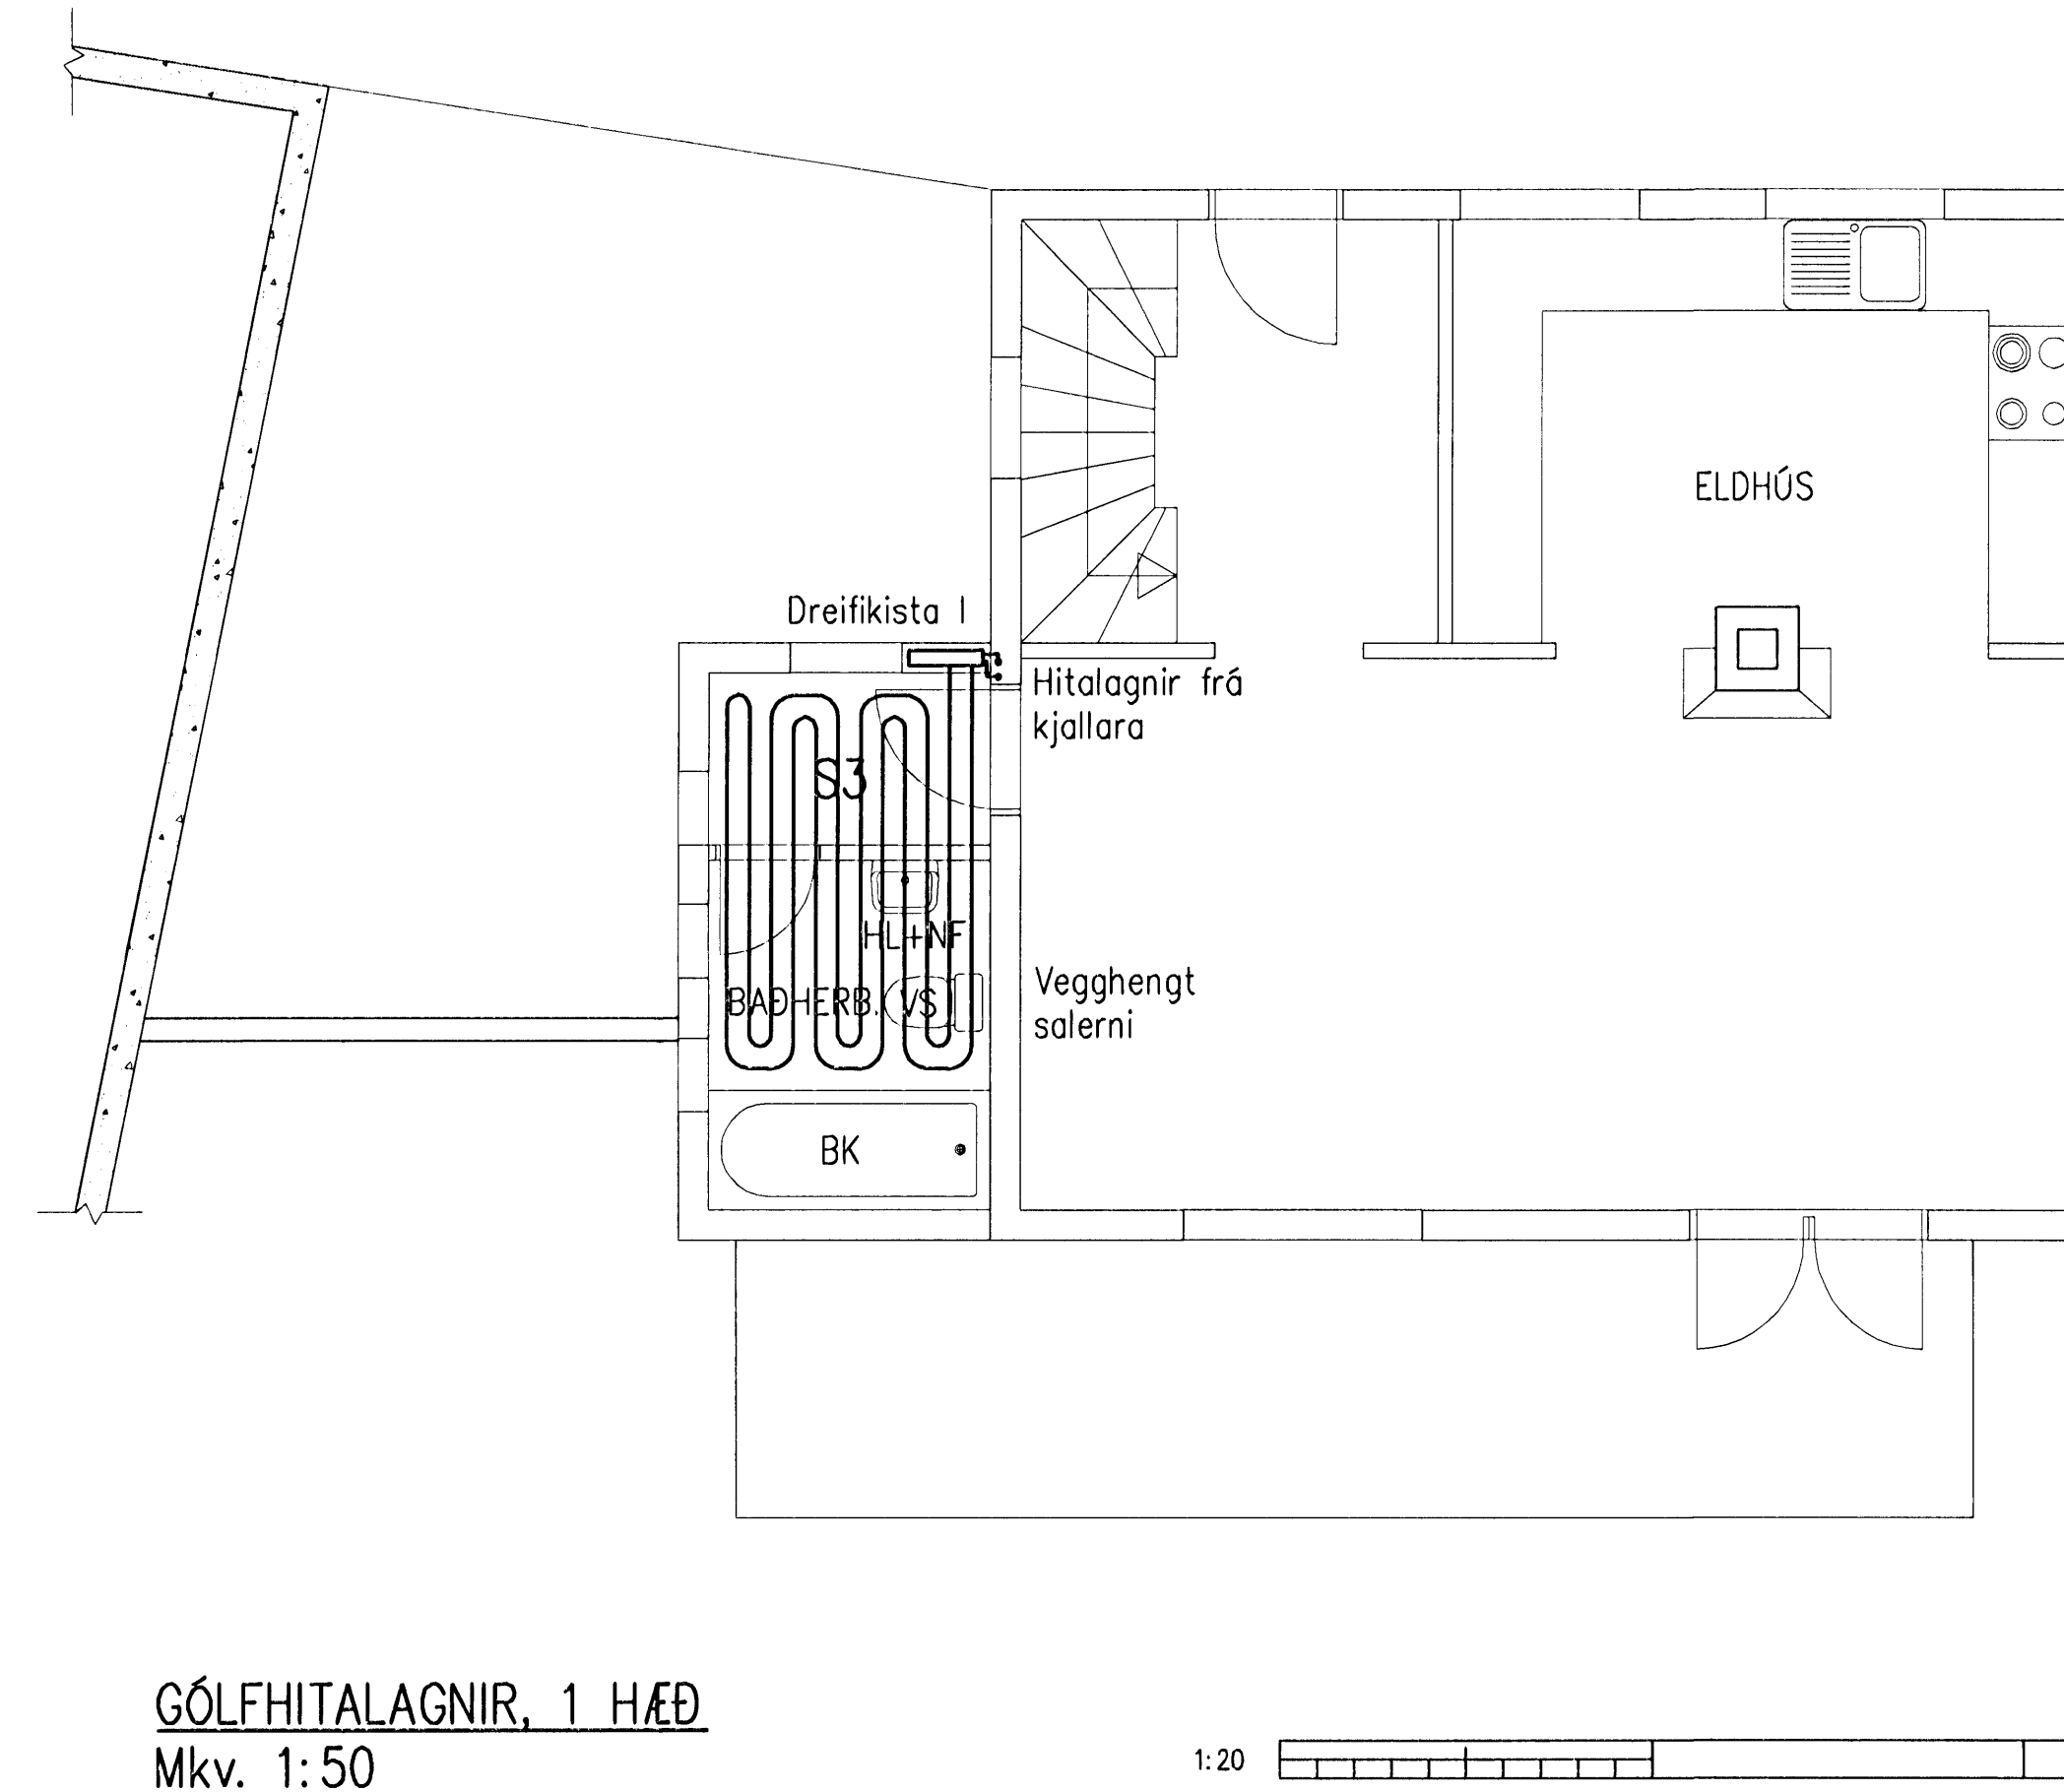 ELDHÚS
Dreifikista I
Hitalagnir frá
kjallara
S3
HL+NF
BAÐHERB. VS
Vegghengt
salerni
BK
GÓLFHITALAGNIR, 1 HÆÐ
Mkv. 1:50
1:20